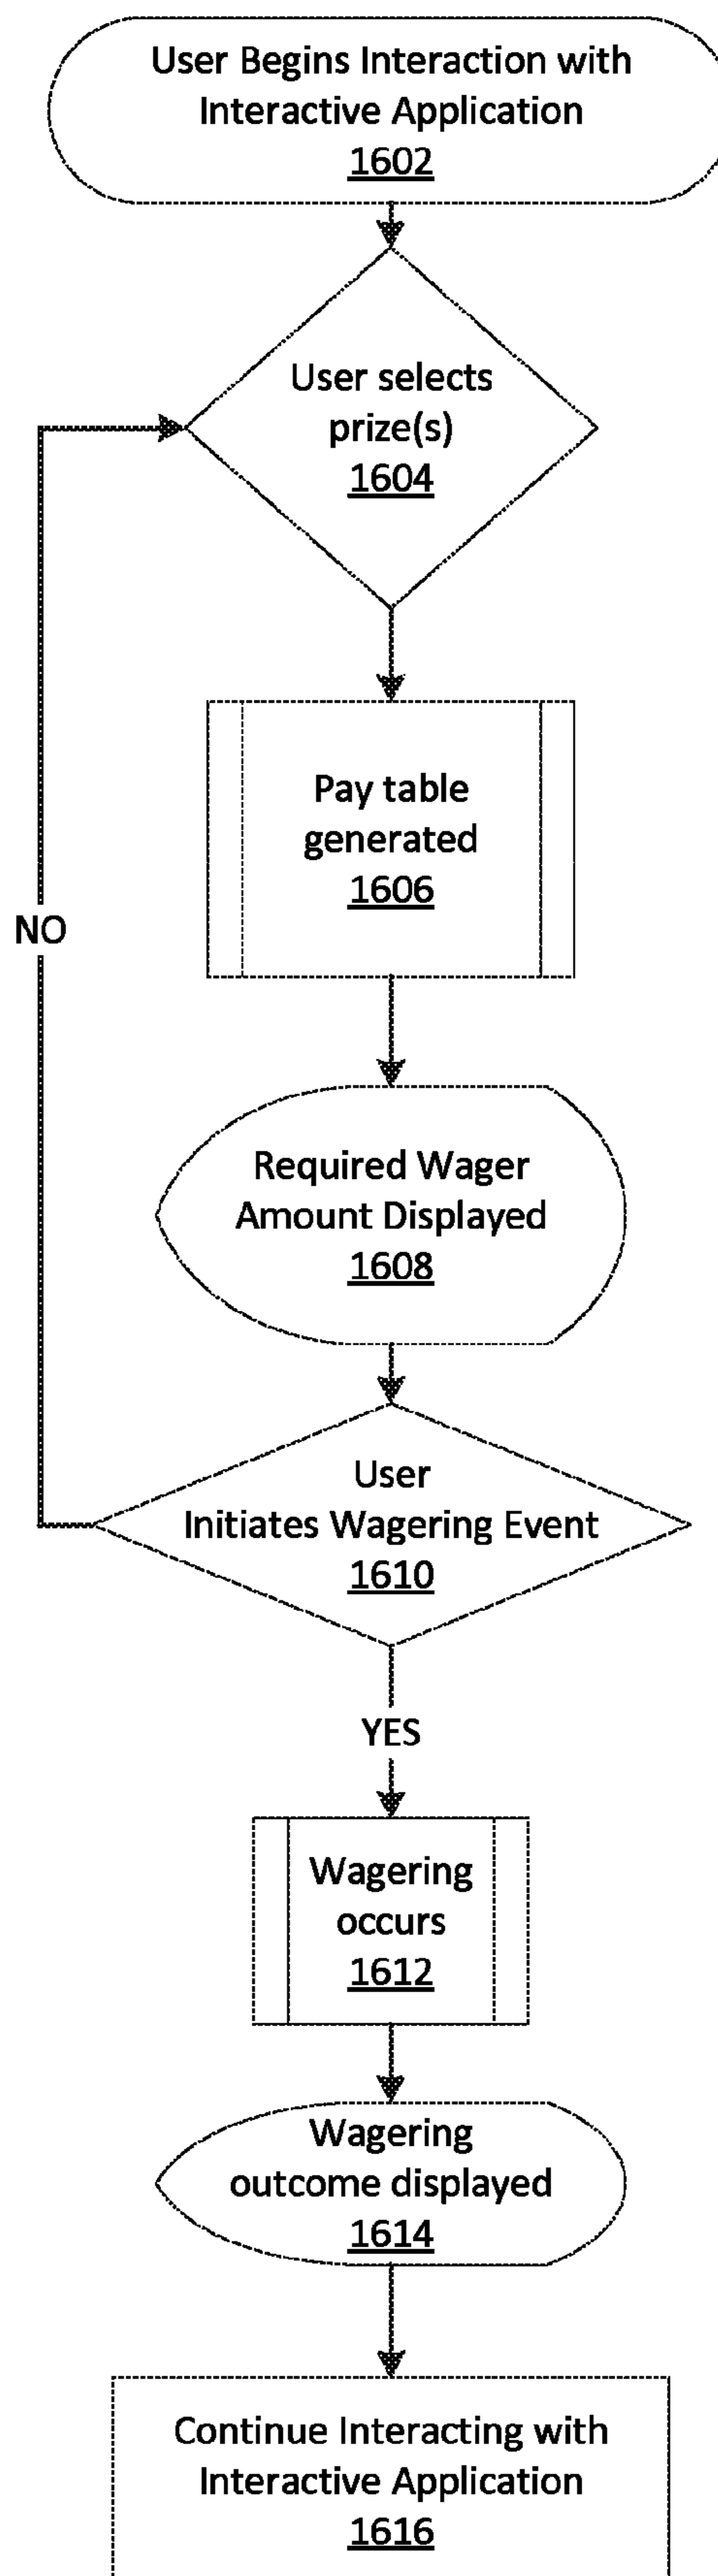 User Begins Interaction with
Interactive Application
1602
User selects
prize(s)
1604
Pay table
generated
1606
NO
Required Wager
Amount Displayed
1608
User
Initiates Wagering Event
1610
YES
Wagering
occurs
1612
Wagering
outcome displayed
1614
Continue Interacting with
Interactive Application
1616